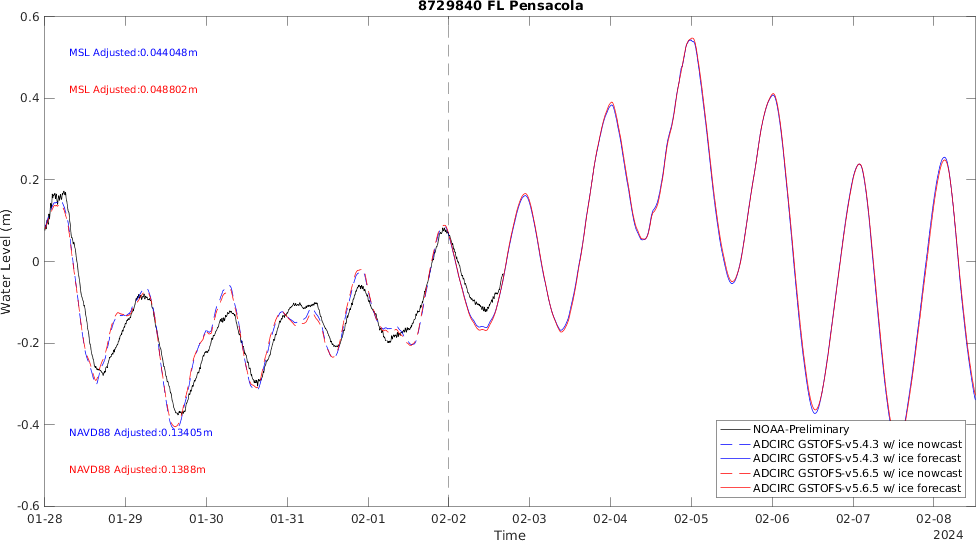 8729840 FL Pensacola
0.6
MSL Adjusted:0.044048m
MSL Adjusted:0.048802m
0.4
0.2
0
-0.2
-0.4
-0.6
Water Level (m)
NAVD88 Adjusted:0.13405m
NAVD88 Adjusted:0.1388m
NOAA-Preliminary
ADCIRC GSTOFS-v5.4.3 w/ ice nowcast
ADCIRC GSTOFS-v5.4.3 w/ ice forecast
ADCIRC GSTOFS-v5.6.5 w/ ice nowcast
ADCIRC GSTOFS-v5.6.5 w/ ice forecast
01-28 01-29 01-30 01-31 02-01 02-02 02-03 02-04 02-05 02-06 02-07 02-08
Time
2024